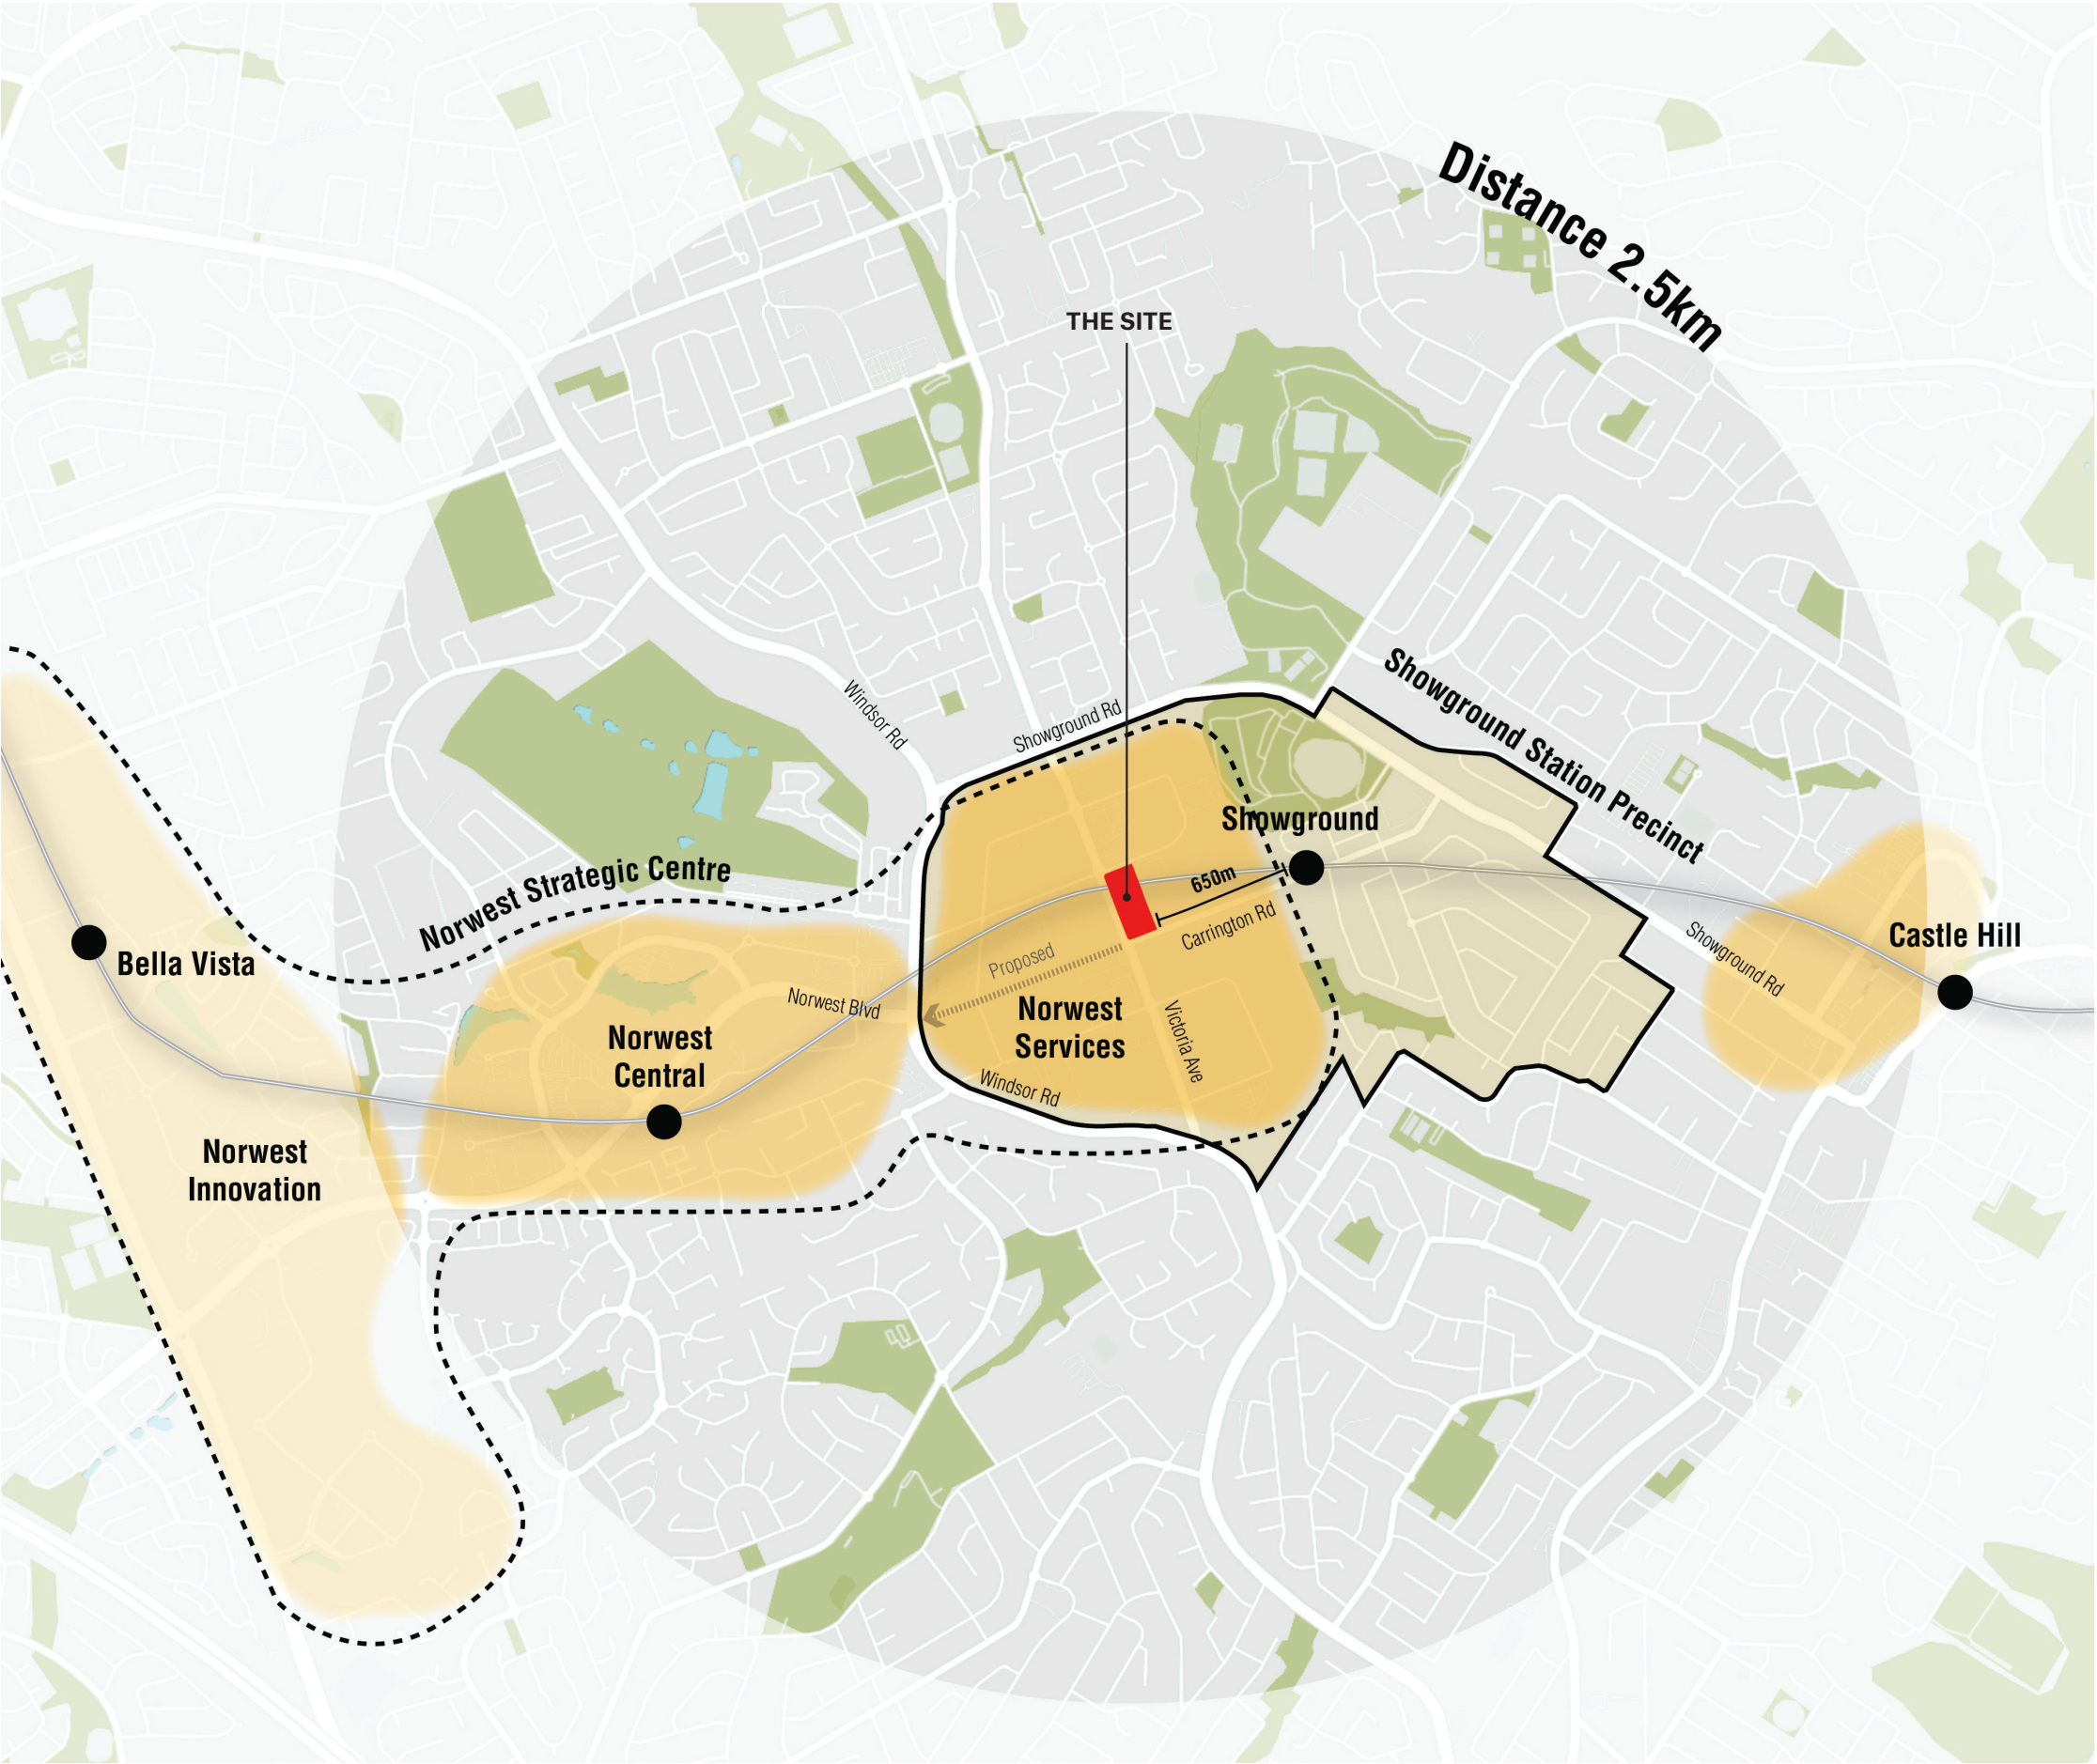 Distance 2.5km
THE SITE
Showground Station Precinct
Windsor Rd
Showground Rd
Showground
Norwest Strategic Centre
650m
Carrington Rd
Showground Rd
Castle Hill
Bella Vista
Proposed
Norwest Blvd
Norwest
Services
Victoria Ave
Norwest
Central
Windsor Rd
Norwest
Innovation